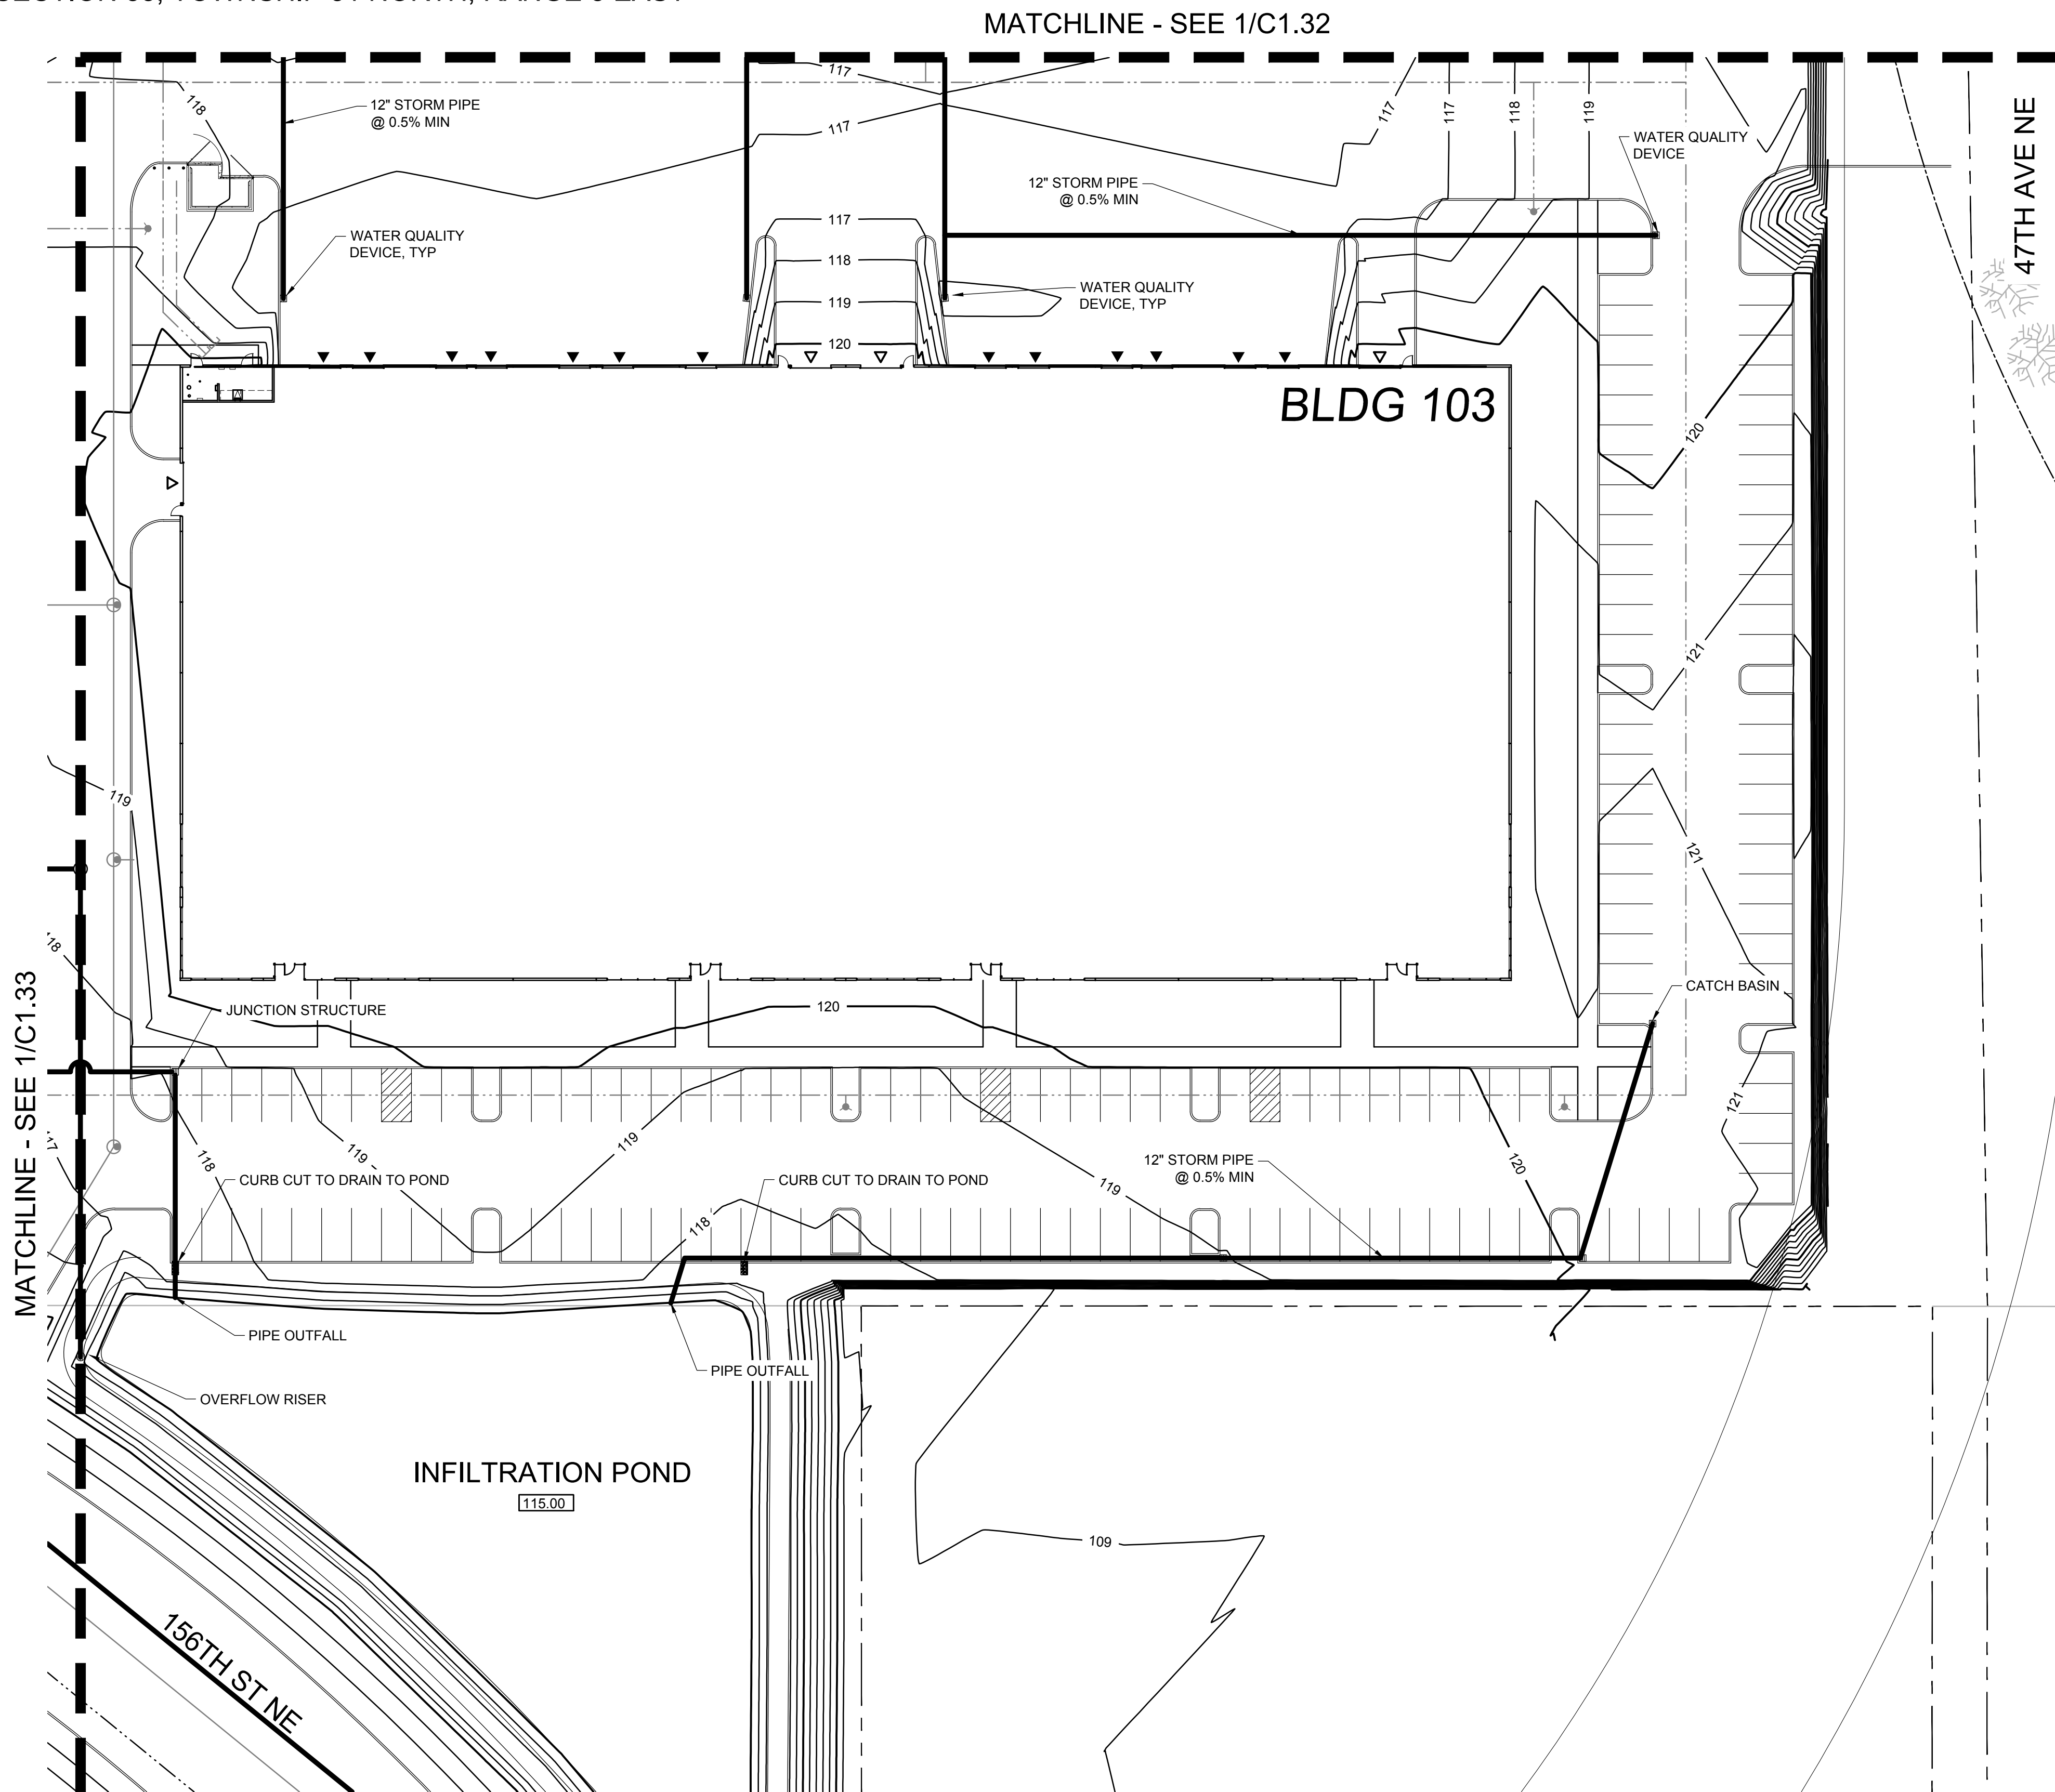 MATCHLINE - SEE 1/C1.32
117
118
12" STORM PIPE
@ 0.5% MIN
117
117
117
118
119
WATER QUALITY
DEVICE
47TH AVE NE
12" STORM PIPE
@ 0.5% MIN
WATER QUALITY
DEVICE, TYP
117
118
119
120
WATER QUALITY
DEVICE, TYP
BLDG 103
120
121
119
121
118
MATCHLINE - SEE 1/C1.33
JUNCTION STRUCTURE
120
CATCH BASIN
121
117
118
119
119
119
120
12" STORM PIPE
@ 0.5% MIN
CURB CUT TO DRAIN TO POND
CURB CUT TO DRAIN TO POND
118
PIPE OUTFALL
PIPE OUTFALL
OVERFLOW RISER
INFILTRATION POND
115.00
109
156TH ST NE